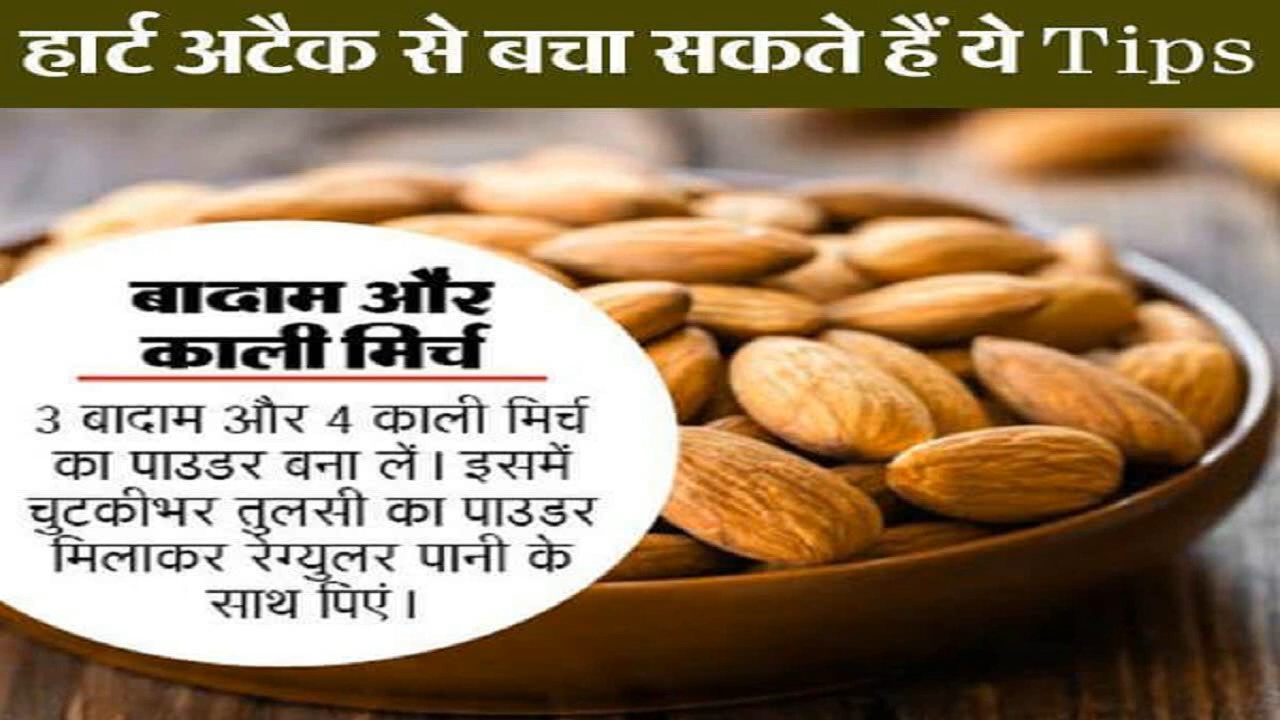 हार्ट अटैक से बचा सकते हैं ये Tips
बादाम और
काली मिर्च
3 बादाम और 4 काली मिर्च
का पाउडर बना लें। इसमें
चुटकीभर तुलसी का पाउडर
मिलाकर रेग्युलर पानी के
साथ पिएं।